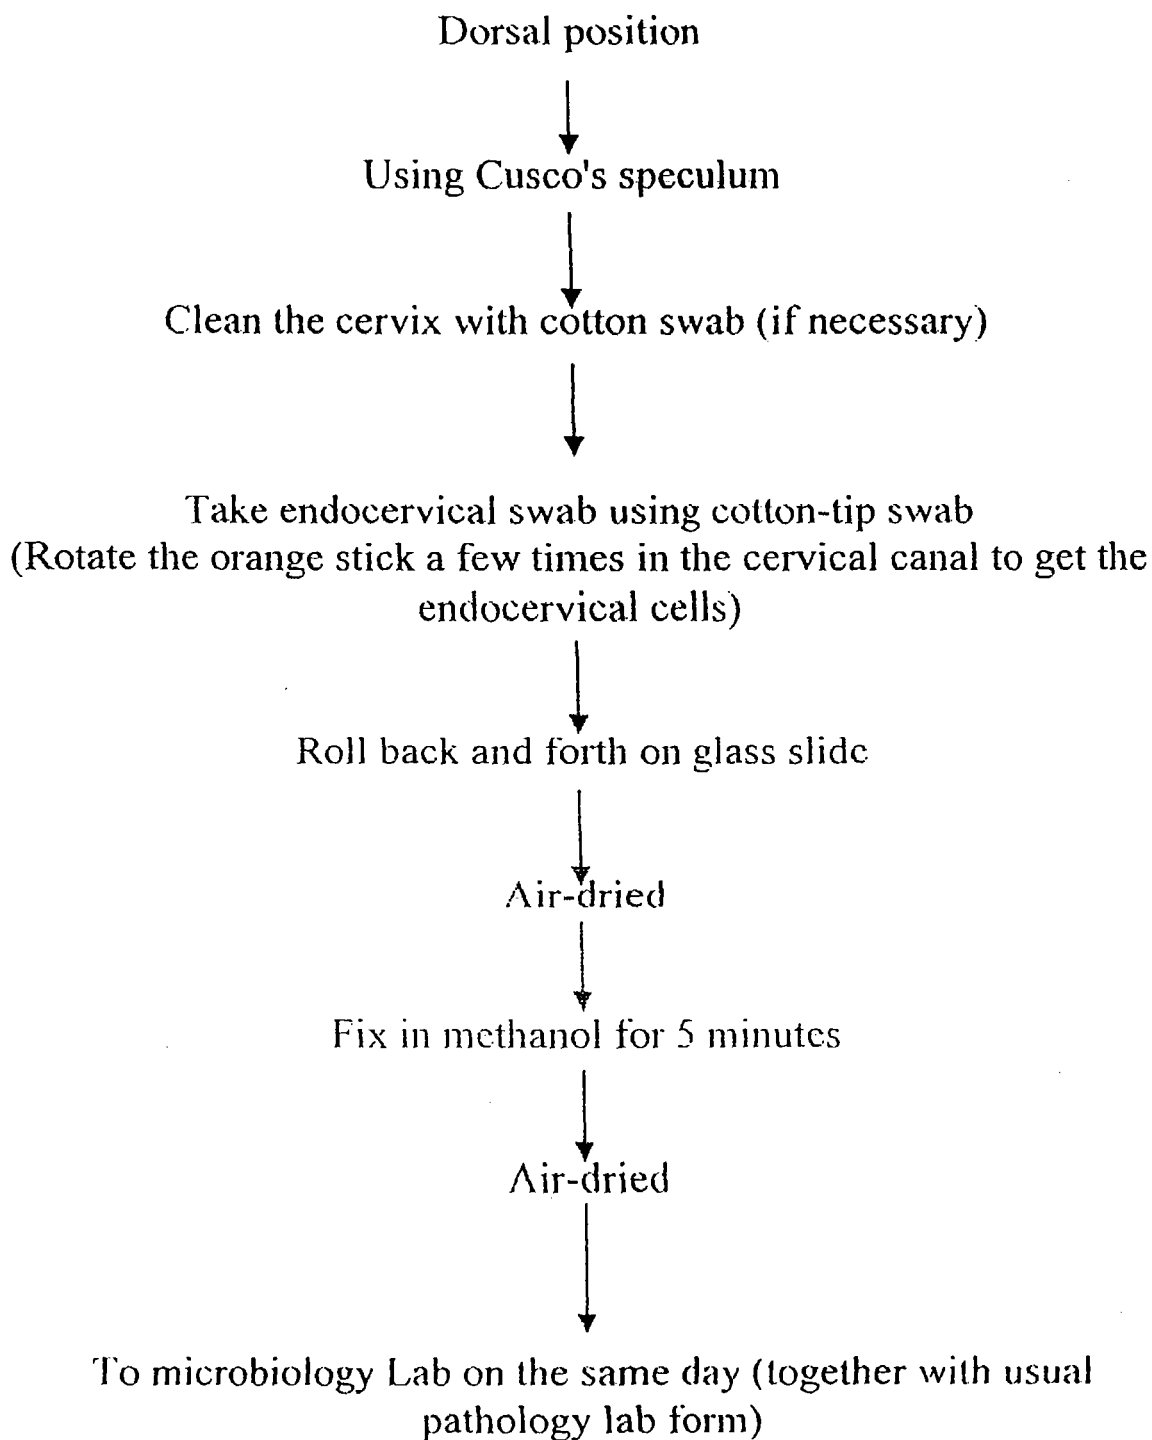 Dorsal position
Using Cusco's speculum
Clean the cervix with cotton swab (if necessary)
Take endocervical swab using cotton-tip swab
(Rotate the orange stick a few times in the cervical canal to get the
endocervical cells)
Roll back and forth on glass slide
Air-dried
Fix in methanol for 5 minutes
Air-dried
To microbiology Lab on the same day (together with usual
pathology lab form)